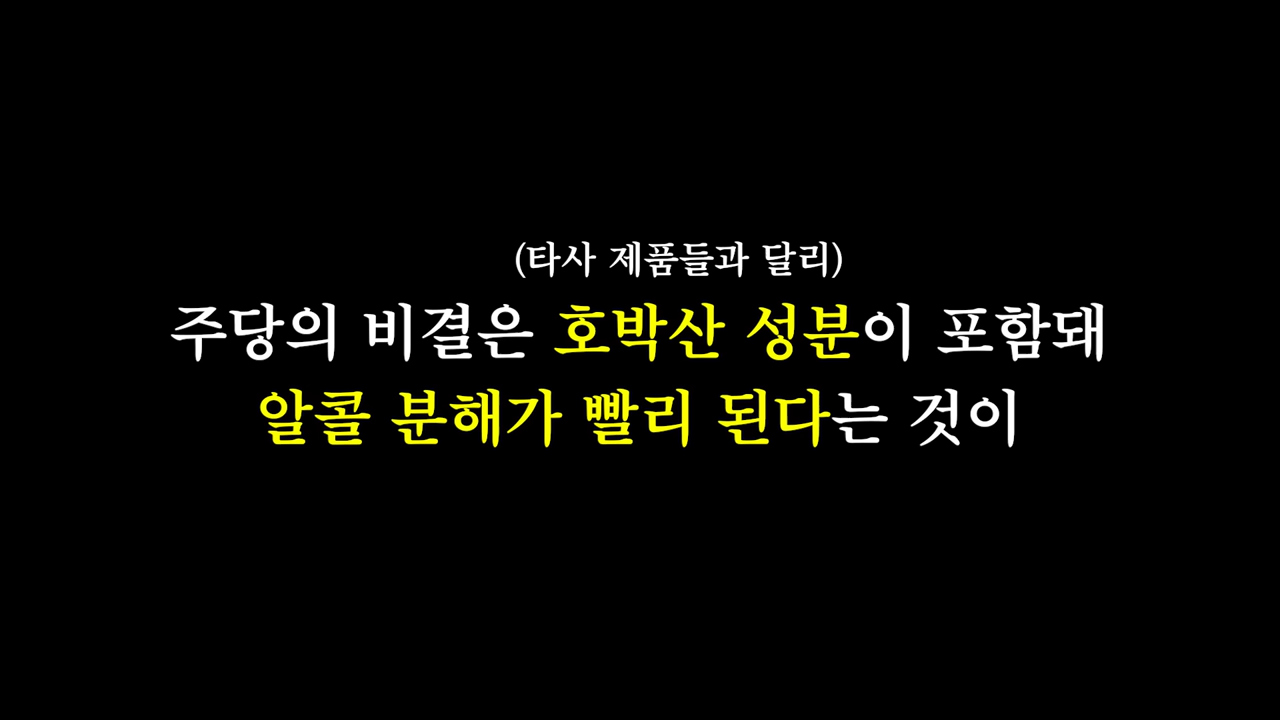 (타사 제품들과 달리)
주당의 비결은 호박산 성분이 포함돼
알콜 분해가 빨리 된다는 것이